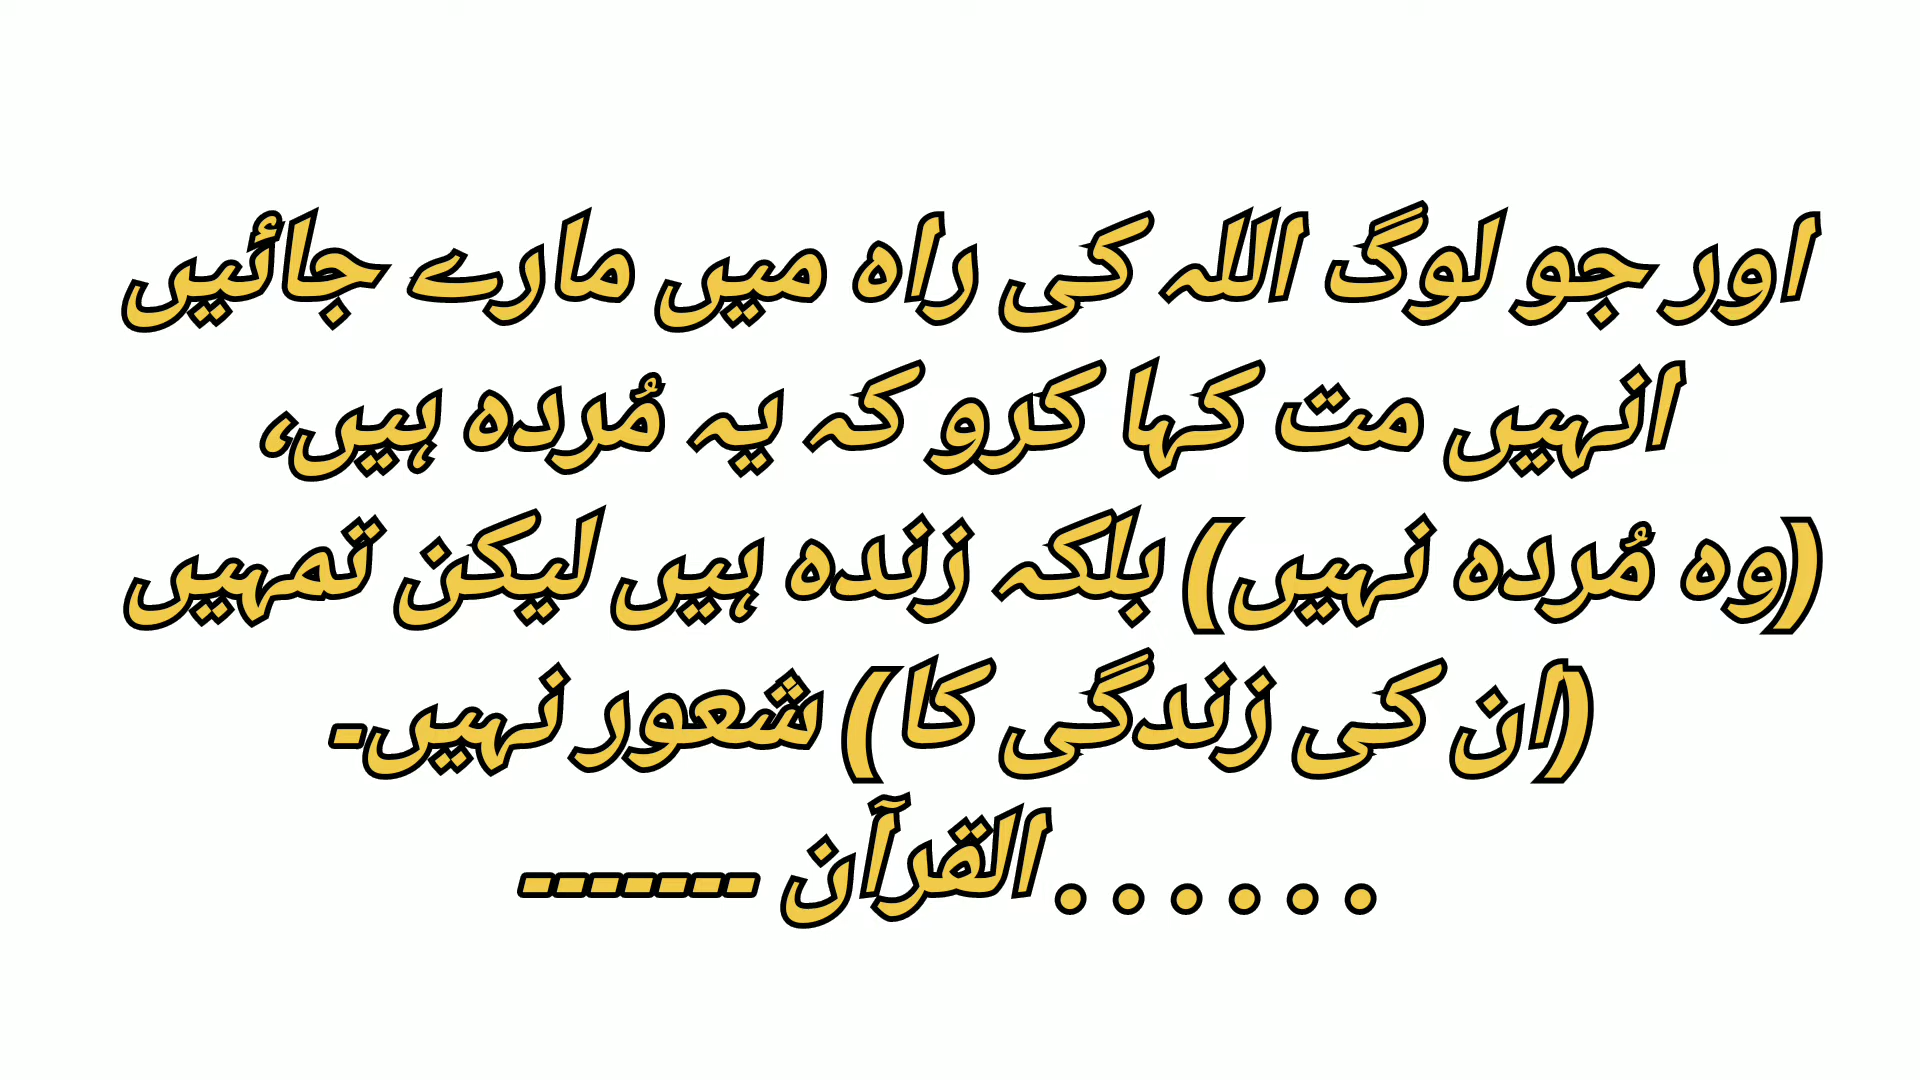 اور جو لوگ اللہ کی راہ میں مارے جائیں
انہیں مت کہا کرو کہ یہ مُردہ ہیں،
(وہ مُردہ نہیں) بلکہ زندہ ہیں لیکن تمہیں
(ان کی زندگی کا) شعور نہیں۔
. . . . . . القرآن ۔۔۔۔۔۔۔